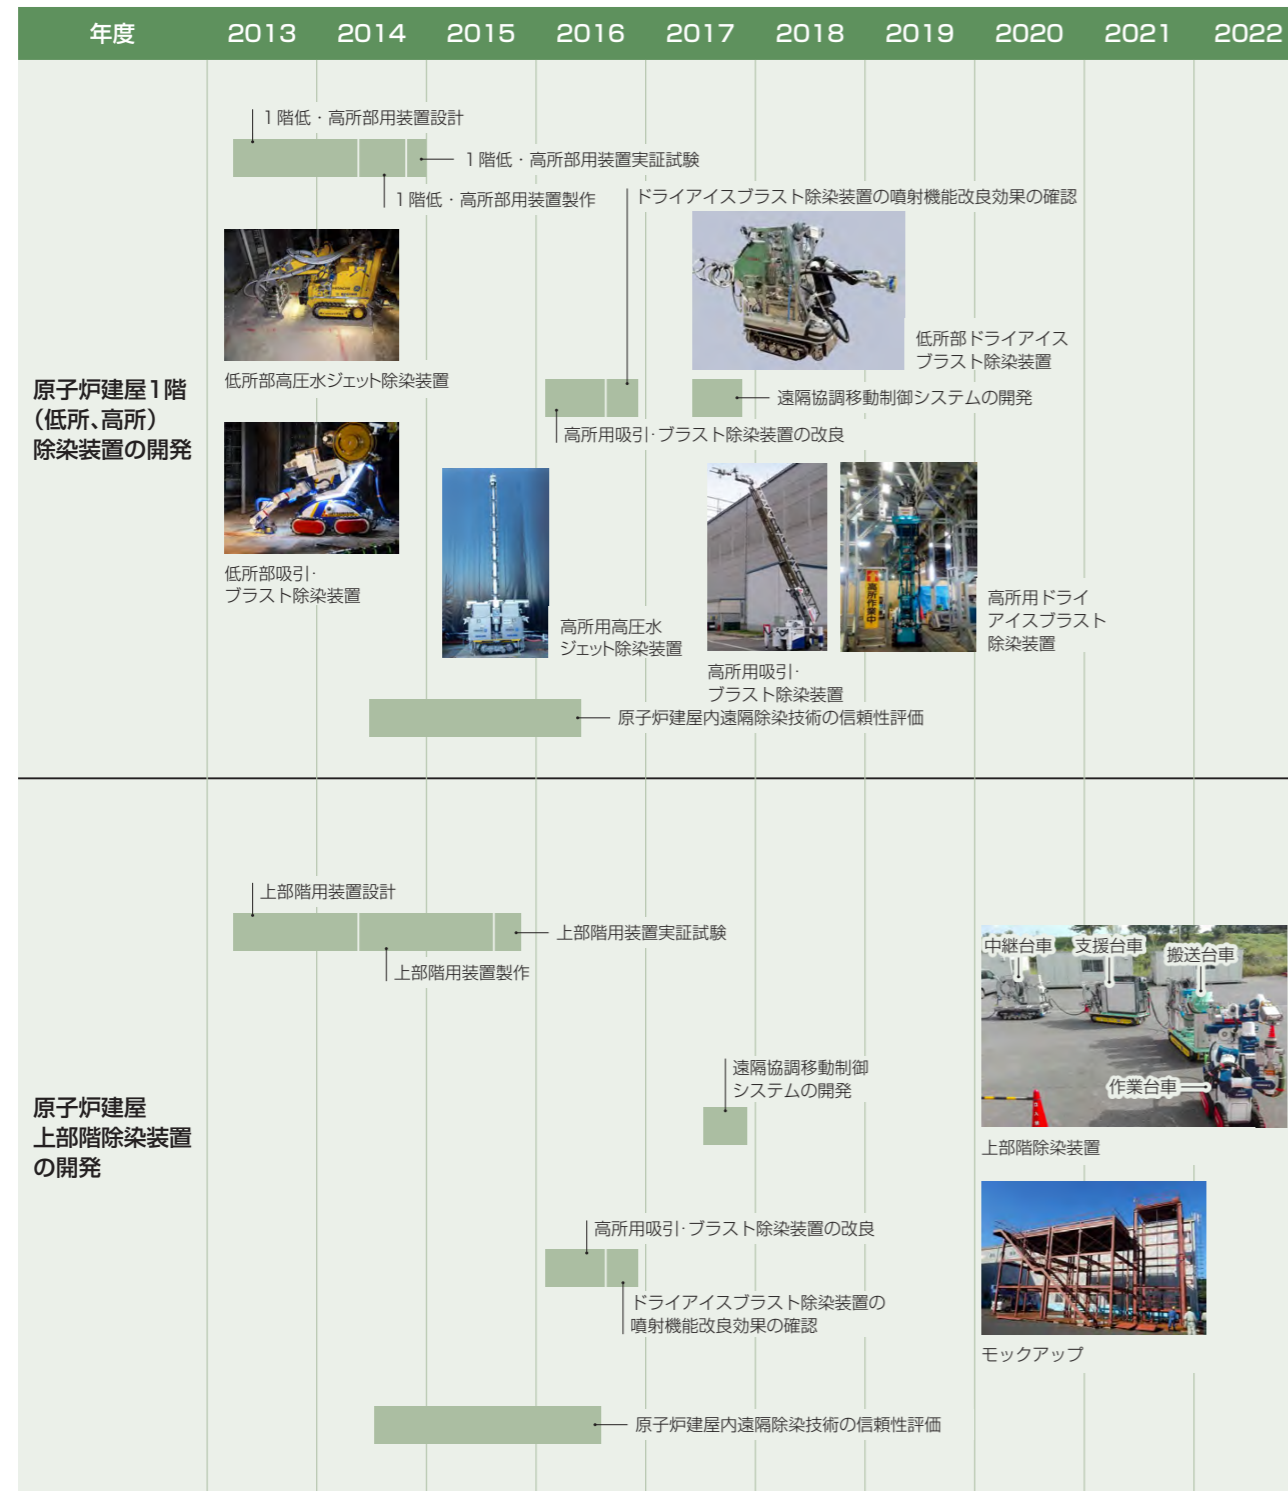 年度 2013 2014 2015 2016 2017 2018 2019 2020 2021 2022
原子炉建屋1階
（低所、高所）
除染装置の開発
1階低・高所部用装置設計
1階低・高所部用装置実証試験
1階低・高所部用装置製作
ドライアイスブラスト除染装置の噴射機能改良効果の確認
低所部高圧水ジェット除染装置
低所部ドライアイス
ブラスト除染装置
遠隔協調移動制御システムの開発
高所用吸引・ブラスト除染装置の改良
低所部吸引・
ブラスト除染装置
高所用高圧水
ジェット除染装置
高所作業中
高所用吸引・
ブラスト除染装置
高所用ドライ
アイスブラスト
除染装置
原子炉建屋内遠隔除染技術の信頼性評価
原子炉建屋
上部階除染装置
の開発
上部階用装置設計
上部階用装置実証試験
上部階用装置製作
中継台車
支援台車
搬送台車
作業台車
上部階除染装置
遠隔協調移動制御
システムの開発
高所用吸引・ブラスト除染装置の改良
ドライアイスブラスト除染装置の
噴射機能改良効果の確認
モックアップ
原子炉建屋内遠隔除染技術の信頼性評価